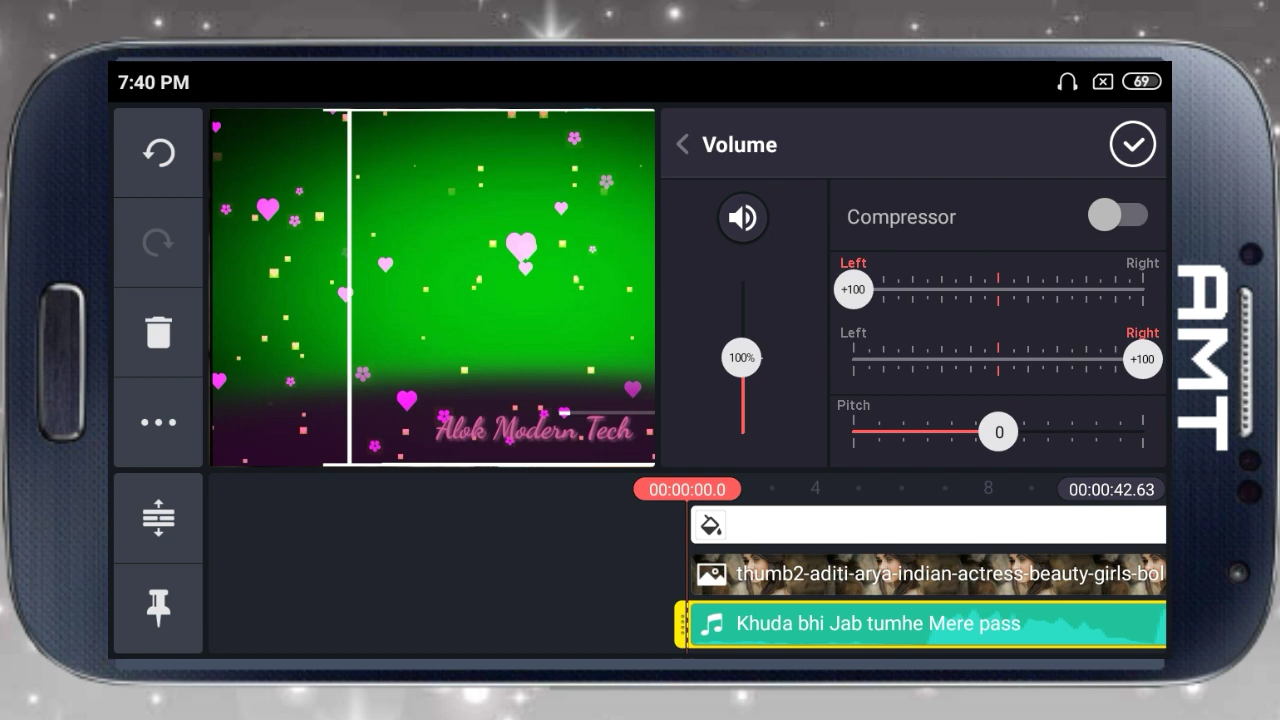 7:40 PM
69
Volume
Compressor
Left
Right
+100
Left
Right
100%
+100
Pitch
0
Alok Modern.Tech
AMT
00:00:00.0
4
8
00:00:42.63
thumb2-aditi-arya-indian-actress-beauty-girls-bol
Khuda bhi Jab tumhe Mere pass